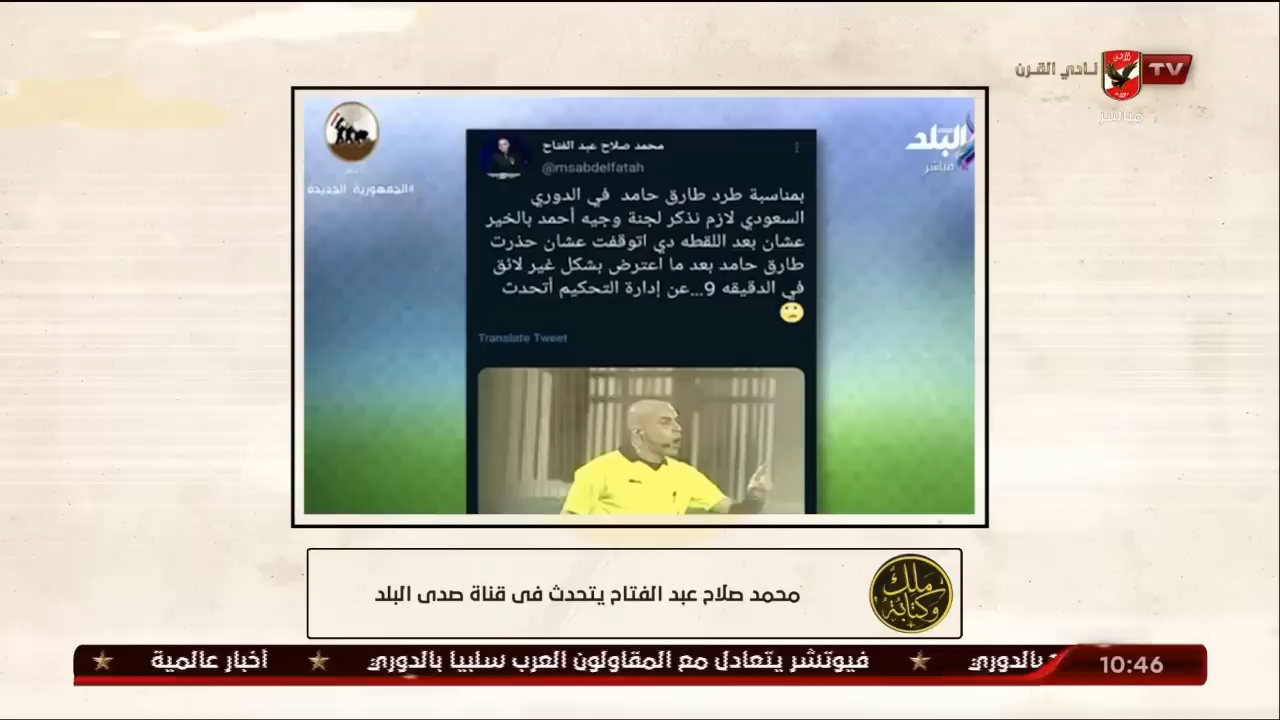 نادي القرن
TV
مباشر
البلد
مباشر
#الجمهورية الجديدة
محمد صلاح عبد الفتاح
@msabdelfatah
بمناسبة طرد طارق حامد في الدوري
السعودي لازم نذكر لجنة وجيه أحمد بالخير
عشان بعد اللقطه دي اتوقفت عشان حذرت
طارق حامد بعد ما اعترض بشكل غير لائق
في الدقيقه 9...عن إدارة التحكيم أتحدث
Translate Tweet
محمد صلاح عبد الفتاح يتحدث فى قناة صدى البلد
ملك وكتابة
بالدوري ★ فيوتشر يتعادل مع المقاولون العرب سلبيا بالدوري ★ أخبار عالمية ★
10:46